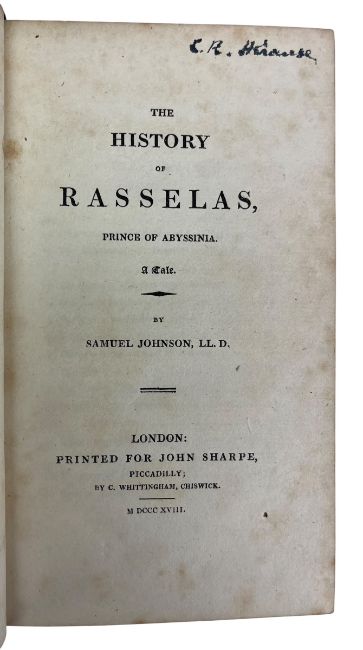 C. R. Krause
THE
HISTORY
OF
RASSELAS,
PRINCE OF ABYSSINIA.
A Tale.
BY
SAMUEL JOHNSON, LL. D.
LONDON:
PRINTED FOR JOHN SHARPE,
PICCADILLY;
BY C. WHITTINGHAM, CHISWICK.
M DCCC XVIII.